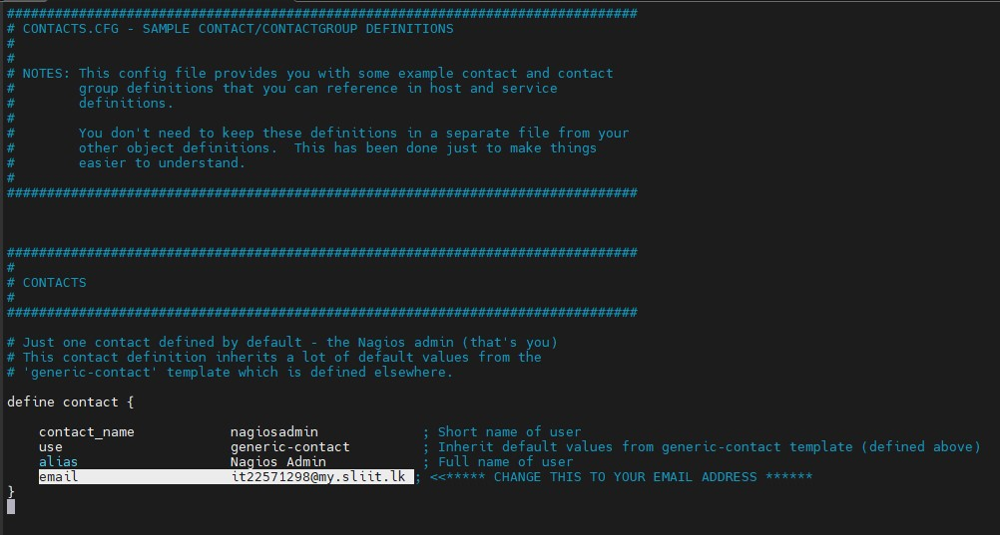 ###############################################################################
# CONTACTS.CFG - SAMPLE CONTACT/CONTACTGROUP DEFINITIONS
#
#
# NOTES: This config file provides you with some example contact and contact
#        group definitions that you can reference in host and service
#        definitions.
#
#        You don't need to keep these definitions in a separate file from your
#        other object definitions.  This has been done just to make things
#        easier to understand.
#
###############################################################################
###############################################################################
#
# CONTACTS
#
###############################################################################
# Just one contact defined by default - the Nagios admin (that's you)
# This contact definition inherits a lot of default values from the
# 'generic-contact' template which is defined elsewhere.
define contact {
    contact_name            nagiosadmin             ; Short name of user
    use                     generic-contact         ; Inherit default values from generic-contact template (defined above)
    alias                   Nagios Admin            ; Full name of user
    email                   it22571298@my.sliit.lk ; <<***** CHANGE THIS TO YOUR EMAIL ADDRESS ******
}